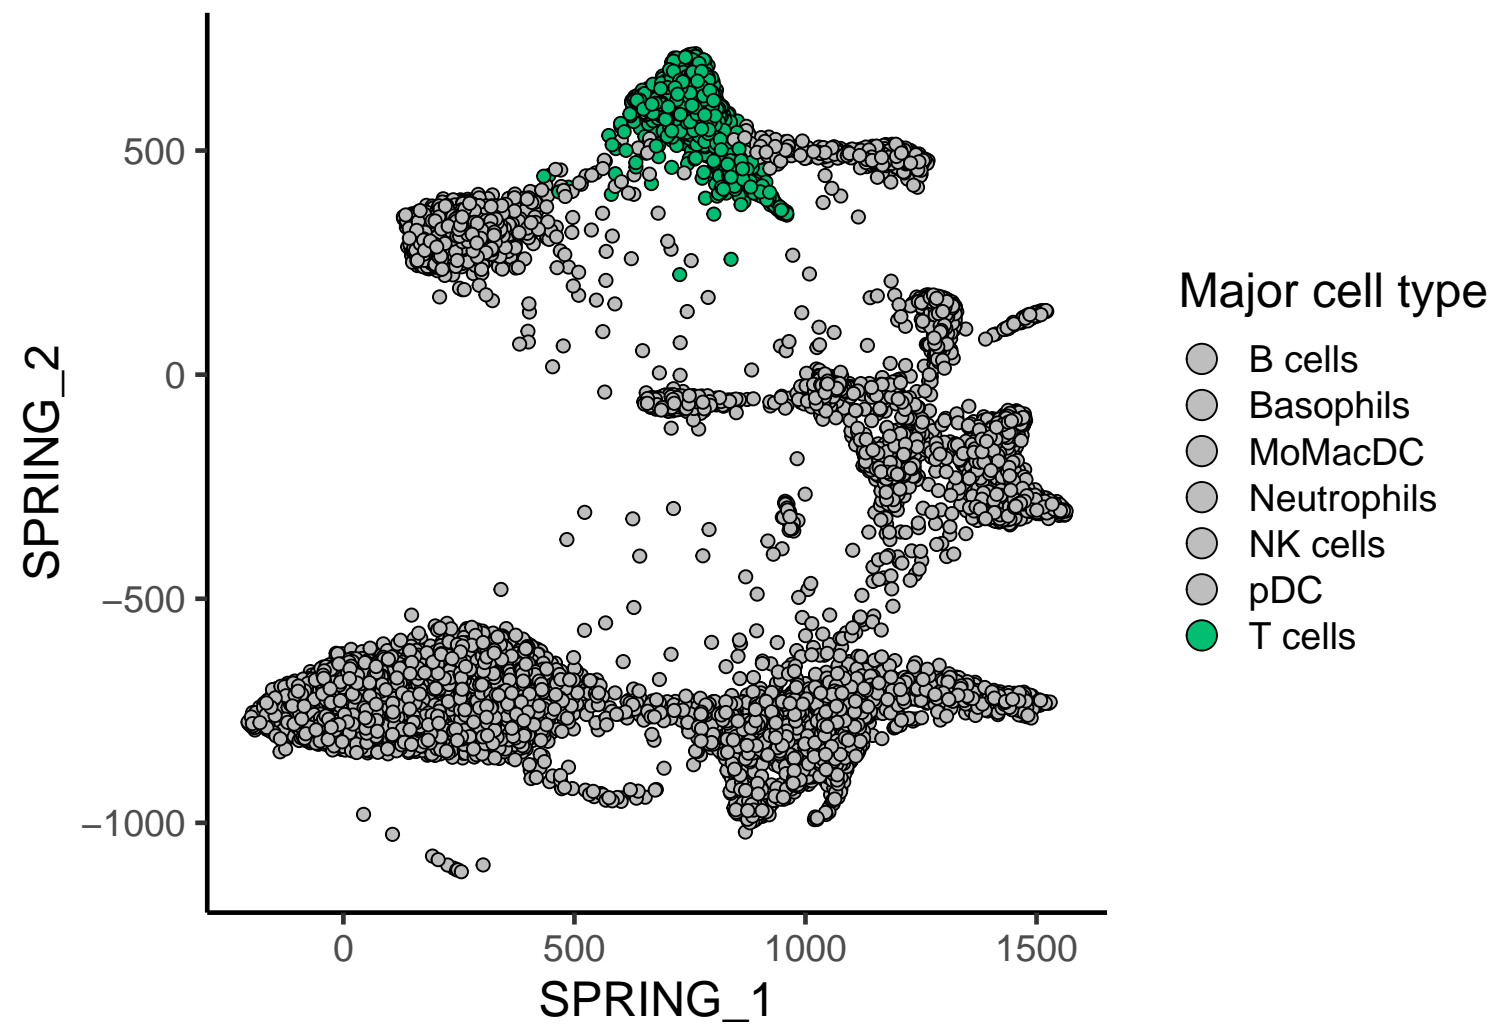 500
0
−500
−1000
SPRING_2
0 500 1000 1500
SPRING_1
Major cell type
B cells
Basophils
MoMacDC
Neutrophils
NK cells
pDC
T cells